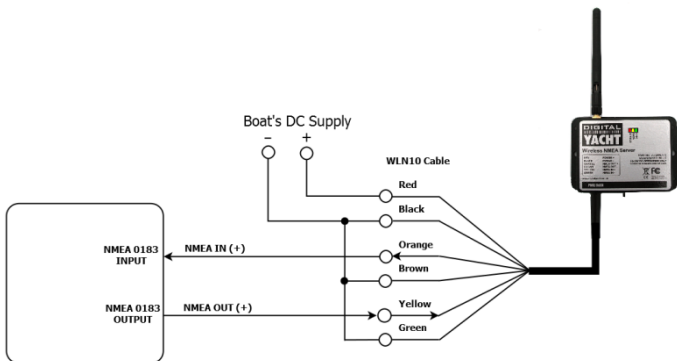 Boat's DC Supply
− +
WLN10 Cable
Red
Black
Orange
Brown
Yellow
Green
NMEA 0183
INPUT
NMEA IN (+)
NMEA 0183
OUTPUT
NMEA OUT (+)
DIGITAL
YACHT
Wireless NMEA Server